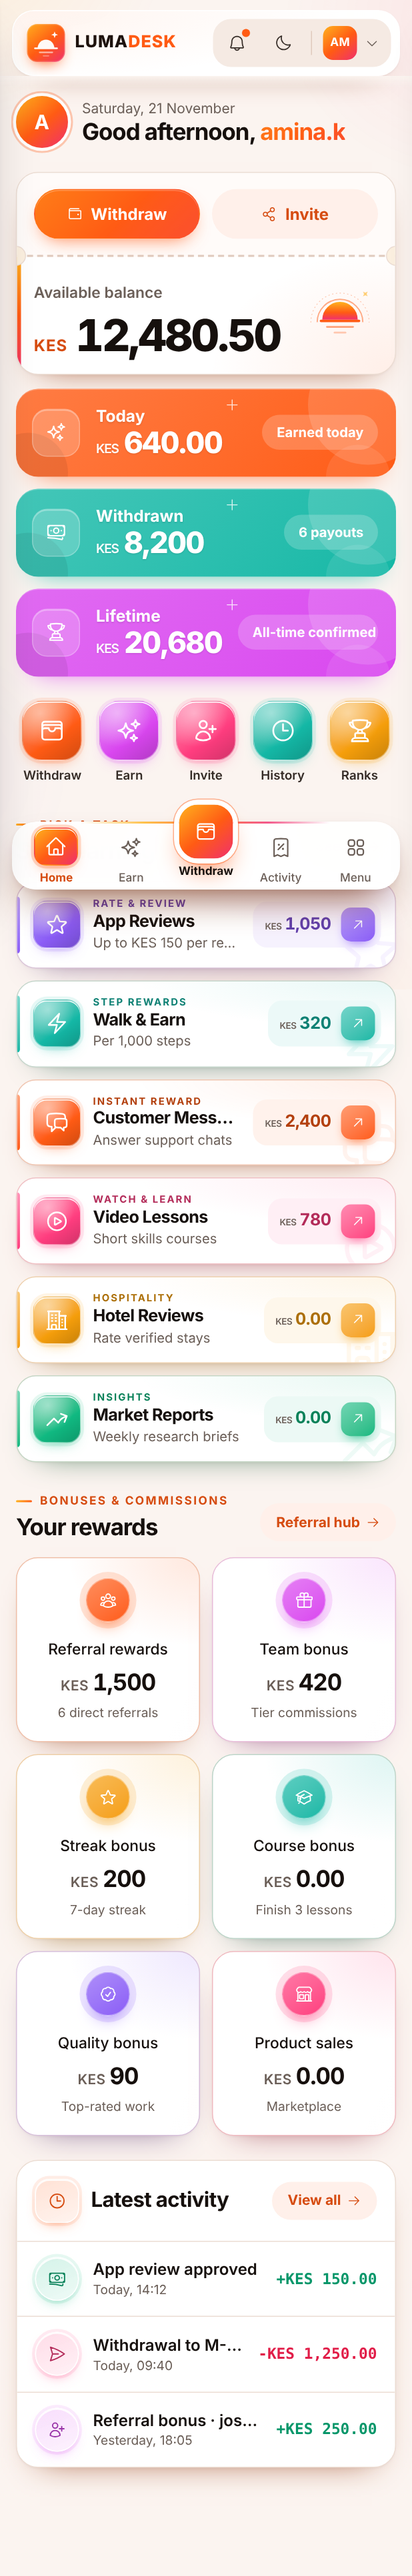 LUMADESK
AM
A
Saturday, 21 November
Good afternoon, amina.k
Withdraw
Invite
Available balance
KES 12,480.50
Today
KES 640.00
Earned today
Withdrawn
KES 8,200
6 payouts
Lifetime
KES 20,680
All-time confirmed
Withdraw
Earn
Invite
History
Ranks
Home
Earn
Withdraw
Activity
Menu
RATE & REVIEW
App Reviews
Up to KES 150 per re...
KES 1,050
STEP REWARDS
Walk & Earn
Per 1,000 steps
KES 320
INSTANT REWARD
Customer Mess...
Answer support chats
KES 2,400
WATCH & LEARN
Video Lessons
Short skills courses
KES 780
HOSPITALITY
Hotel Reviews
Rate verified stays
KES 0.00
INSIGHTS
Market Reports
Weekly research briefs
KES 0.00
BONUSES & COMMISSIONS
Your rewards
Referral hub →
Referral rewards
KES 1,500
6 direct referrals
Team bonus
KES 420
Tier commissions
Streak bonus
KES 200
7-day streak
Course bonus
KES 0.00
Finish 3 lessons
Quality bonus
KES 90
Top-rated work
Product sales
KES 0.00
Marketplace
Latest activity
View all →
App review approved
Today, 14:12
+KES 150.00
Withdrawal to M-...
Today, 09:40
-KES 1,250.00
Referral bonus · jos...
Yesterday, 18:05
+KES 250.00